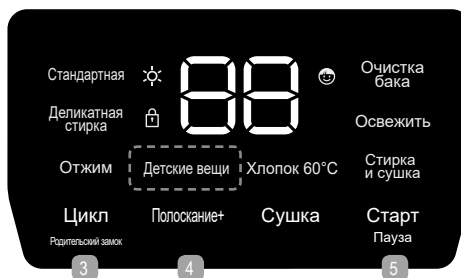 Стандартная 88 Очистка бака
Деликатная стирка Освежить
Отжим Детские вещи Хлопок 60°C Стирка и сушка
Цикл Полоскание+ Сушка Старт
Родительский замок Пауза
3 4 5